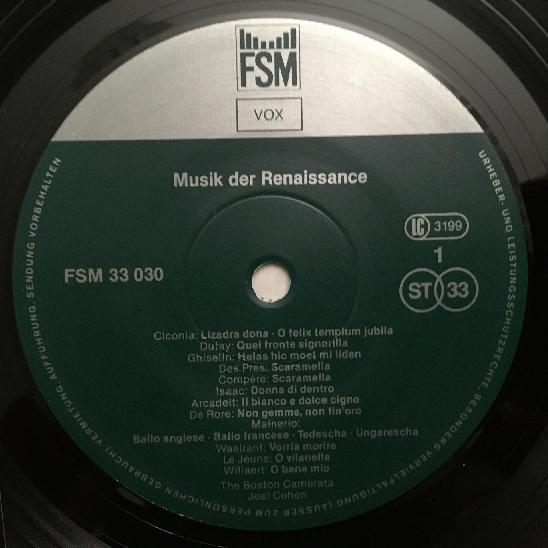 FSM
VOX
Musik der Renaissance
LC 3199
1
FSM 33 030
ST 33
Ciconia: Lizadra dona · O felix templum jubila
Dufay: Quel fronte signorilla
Ghiselin: Helas hic moet mi liden
Des Pres: Scaramella
Compère: Scaramella
Isaac: Donna di dentro
Arcadelt: Il bianco e dolce cigno
De Rore: Non gemme, non fin'oro
Mainerio:
Ballo anglese · Ballo francese · Tedescha · Ungarescha
Waelrant: Vorria morire
Le Jeune: O vilanella
Willaert: O bene mio
The Boston Camerata
Joel Cohen
URHEBER- UND LEISTUNGSSCHUTZRECHTE, BESONDERS VERVIELFÄLTIGUNG (AUSSER ZUM PERSÖNLICHEN GEBRAUCH), VERMIETUNG, AUFFÜHRUNG, SENDUNG VORBEHALTEN